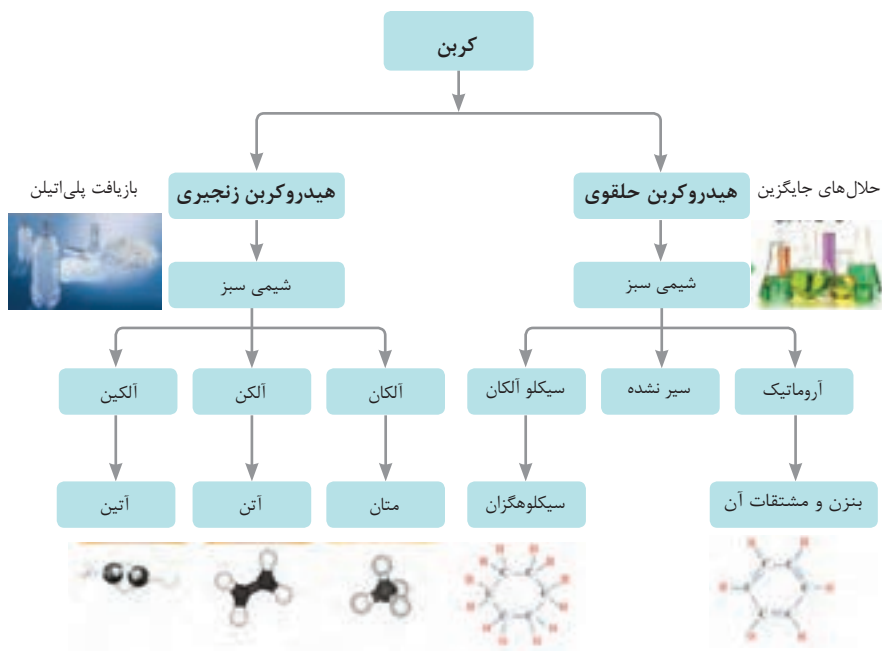 کربن
هیدروکربن حلقوی
هیدروکربن زنجیری
حلال‌های جایگزین
بازیافت پلی‌اتیلن
شیمی سبز
شیمی سبز
آروماتیک
سیر نشده
سیکلو آلکان
آلکان
آلکن
آلکین
بنزن و مشتقات آن
سیکلوهگزان
متان
آتن
آتین